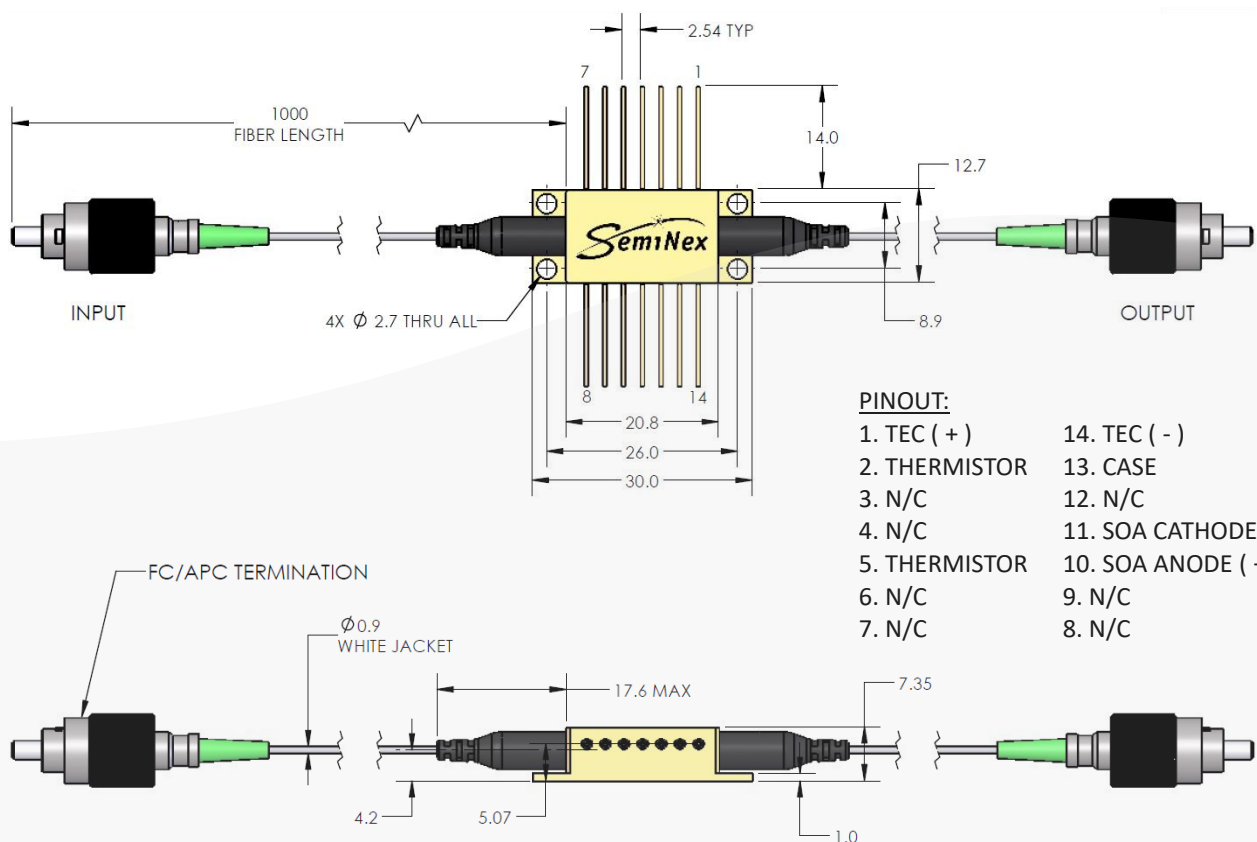 2.54 TYP
7
1
1000
FIBER LENGTH
14.0
12.7
SemiNex
INPUT
4X Ø 2.7 THRU ALL
8.9
OUTPUT
8
14
20.8
26.0
30.0
PINOUT:
1. TEC ( + )
14. TEC ( - )
2. THERMISTOR
13. CASE
3. N/C
12. N/C
4. N/C
11. SOA CATHODE
5. THERMISTOR
10. SOA ANODE ( -
6. N/C
9. N/C
7. N/C
8. N/C
FC/APC TERMINATION
Ø0.9
WHITE JACKET
17.6 MAX
7.35
4.2
5.07
1.0